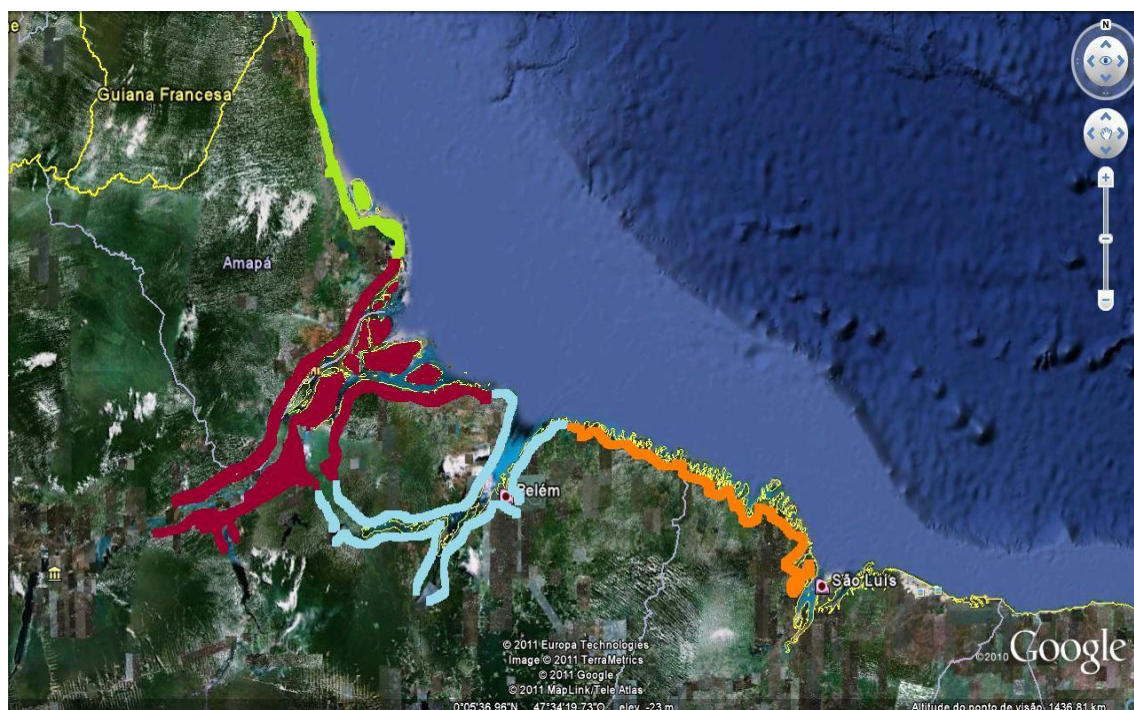 N
Guiana Francesa
Amapá
Belém
São Luís
© 2011 Europa Technologies
Image © 2011 TerraMetrics
© 2011 Google
© 2011 MapLink/Tele Atlas
©2010 Google
0°05'36.96"N 47°34'19.73"O elev -23 m
Altitude do ponto de visão 1436.81 km